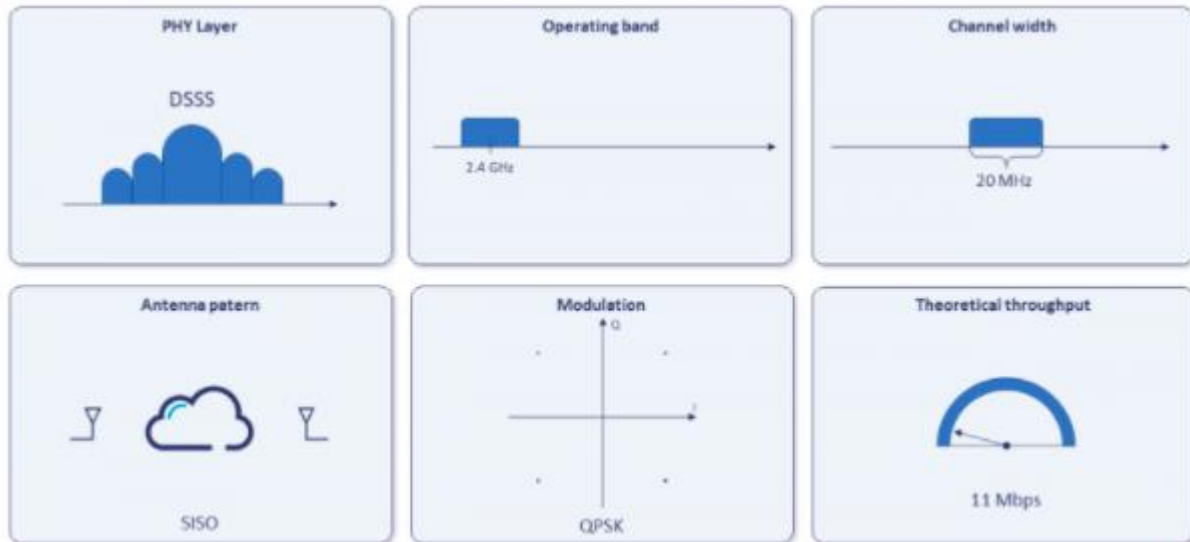 PHY Layer
DSSS
Operating band
2.4 GHz
Channel width
20 MHz
Antenna patern
SISO
Modulation
Q
I
QPSK
Theoretical throughput
11 Mbps